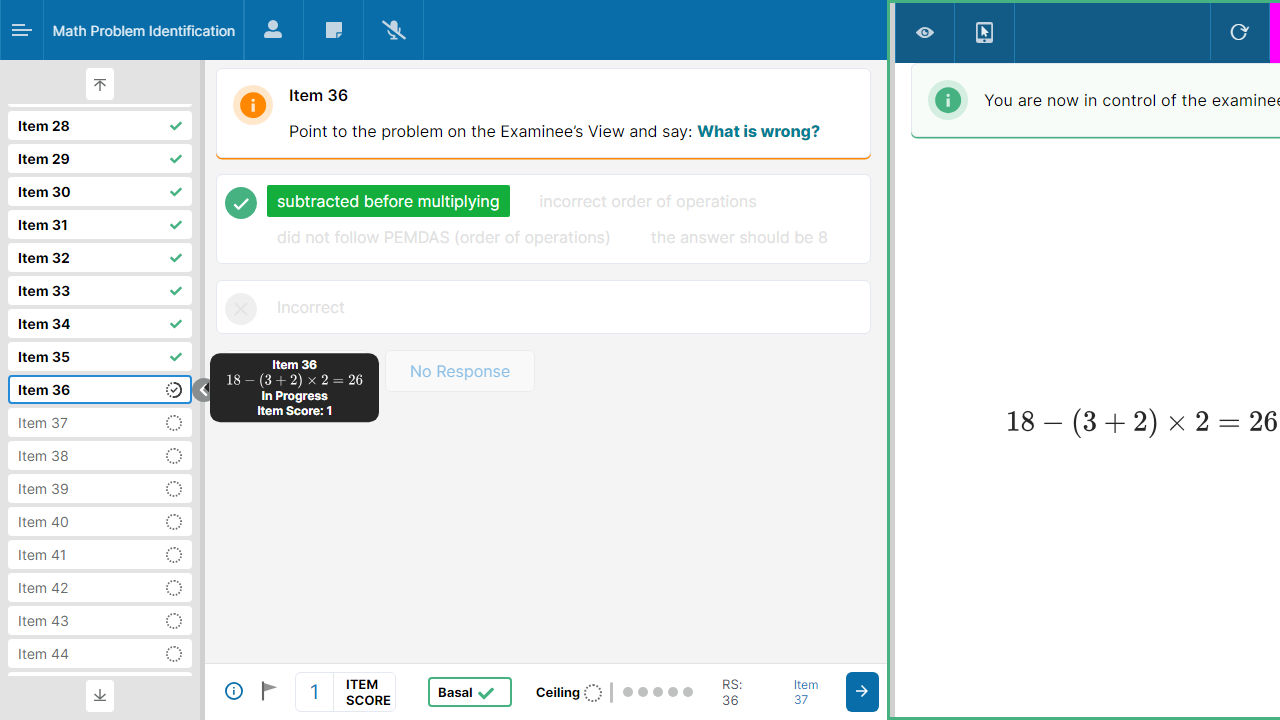 Math Problem Identification
Item 28
Item 29
Item 30
Item 31
Item 32
Item 33
Item 34
Item 35
Item 36
Item 37
Item 38
Item 39
Item 40
Item 41
Item 42
Item 43
Item 44
Item 36
Point to the problem on the Examinee’s View and say: What is wrong?
subtracted before multiplying
incorrect order of operations
did not follow PEMDAS (order of operations)
the answer should be 8
Incorrect
Item 36
18 − (3 + 2) × 2 = 26
In Progress
Item Score: 1
No Response
1
ITEM
SCORE
Basal
Ceiling
RS:
36
Item
37
You are now in control of the examinee
18 − (3 + 2) × 2 = 26